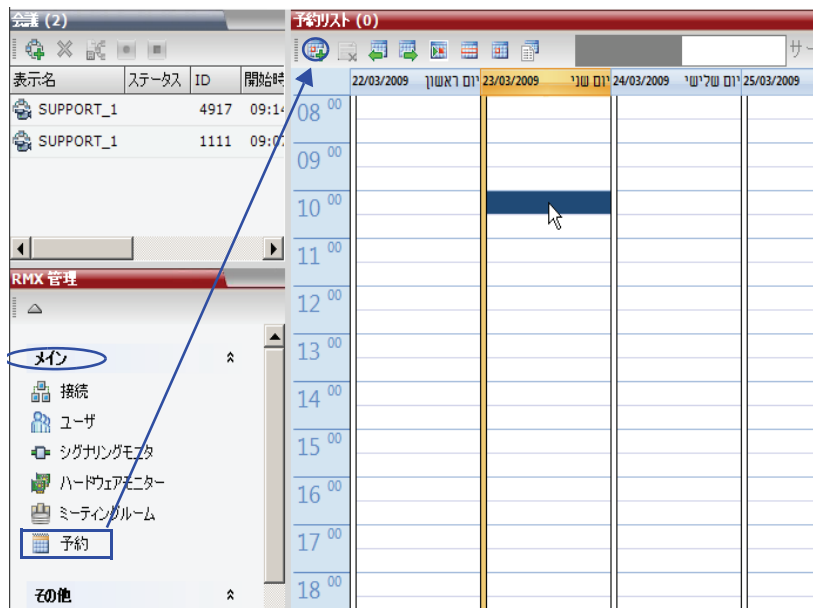 会議 (2)
表示名 ステータス ID 開始時
SUPPORT_1 4917 09:14
SUPPORT_1 1111 09:07
RMX 管理
メイン
接続
ユーザ
シグナリングモニタ
ハードウェアモニター
ミーティングルーム
予約
その他
予約リスト (0)
サー
22/03/2009 יום ראשון 23/03/2009 יום שני 24/03/2009 יום שלישי 25/03/2009
08 00
09 00
10 00
11 00
12 00
13 00
14 00
15 00
16 00
17 00
18 00